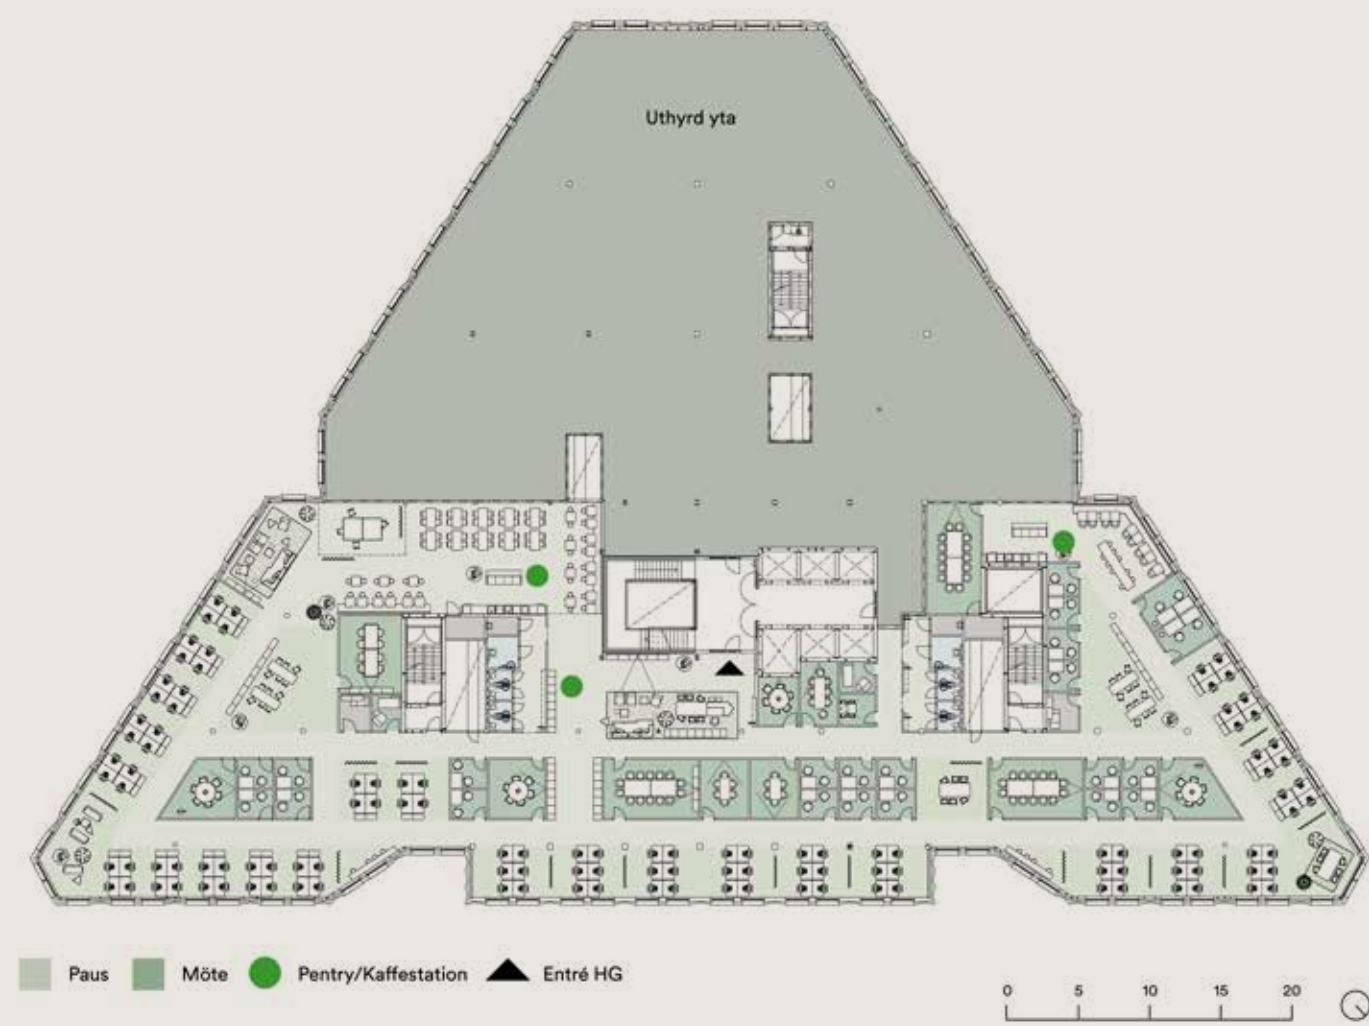 Uthyrd yta
Paus
Möte
Pentry/Kaffestation
Entré HG
0 5 10 15 20